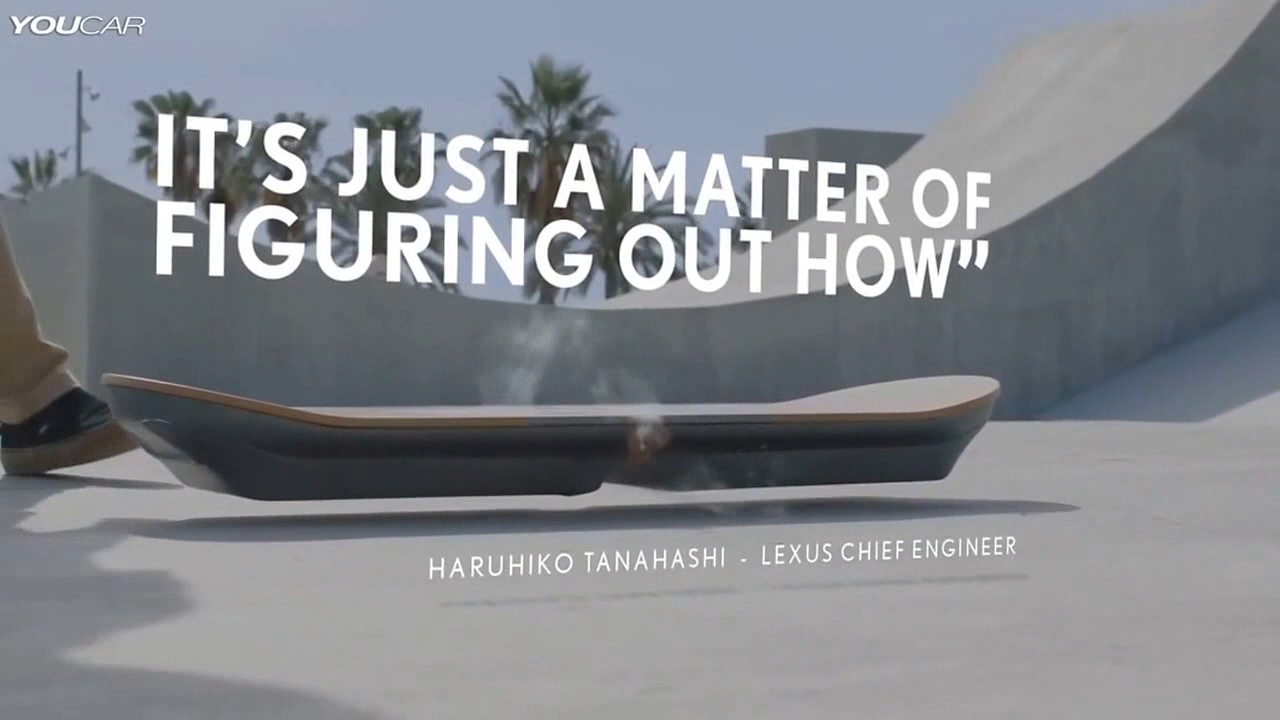 YOUCAR
IT’S JUST A MATTER OF
FIGURING OUT HOW”
HARUHIKO TANAHASHI - LEXUS CHIEF ENGINEER